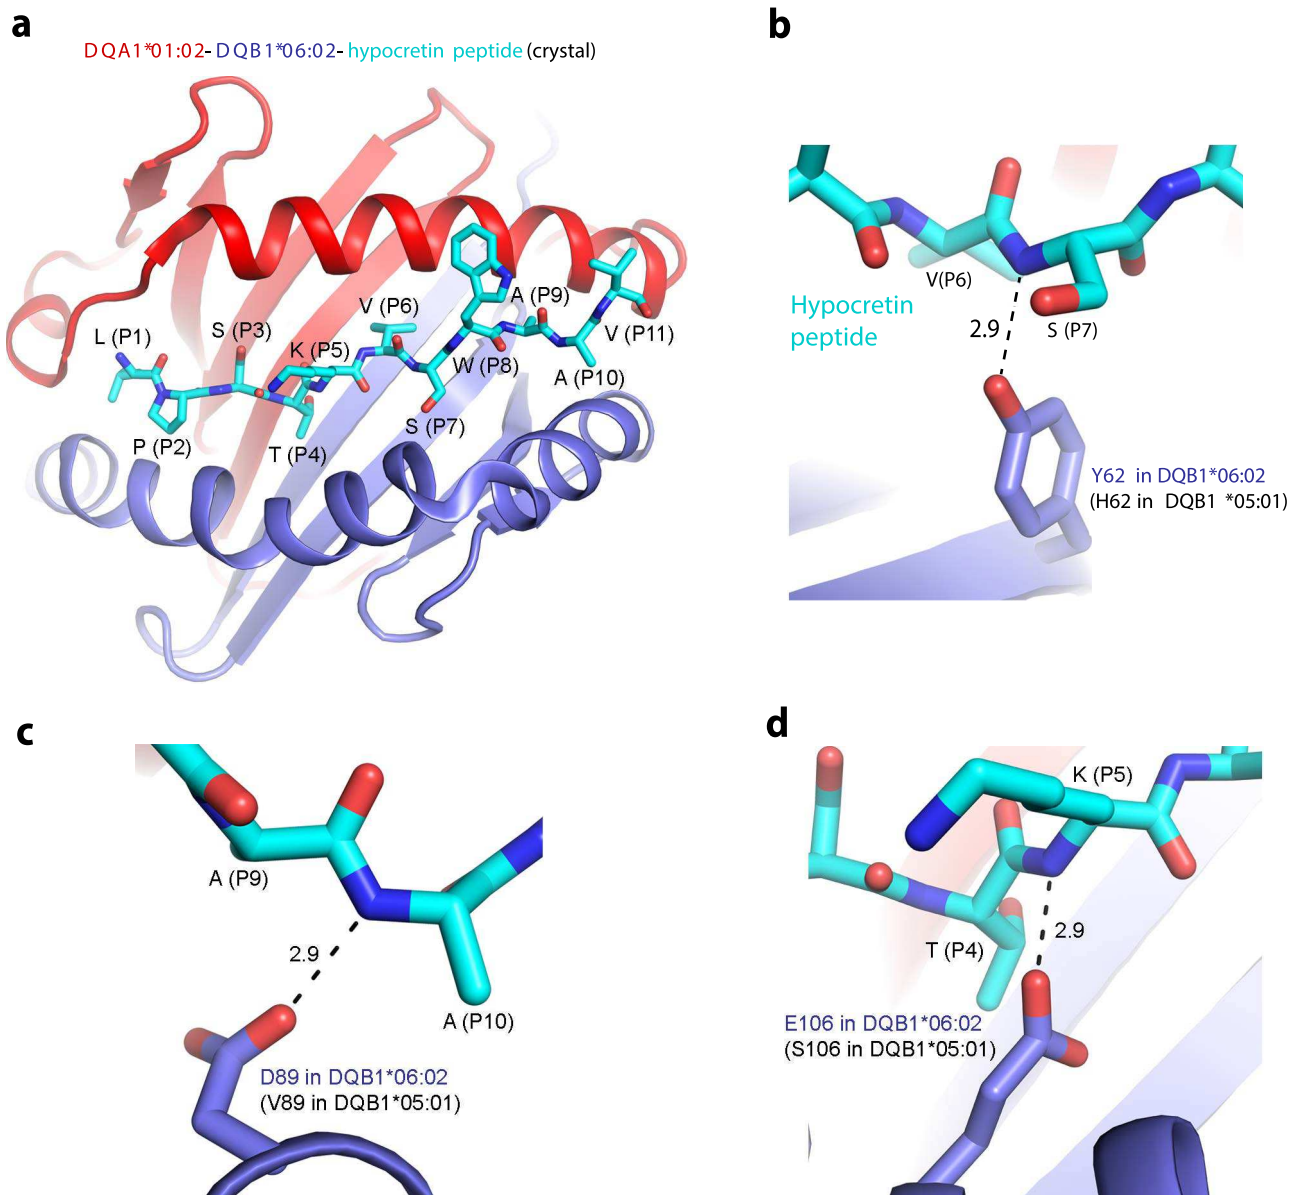 a
DQA1*01:02-DQB1*06:02-hypocretin peptide (crystal)
L (P1)
P (P2)
S (P3)
T (P4)
K (P5)
V (P6)
S (P7)
W (P8)
A (P9)
A (P10)
V (P11)
b
V(P6)
Hypocretin
peptide
2.9
S (P7)
Y62 in DQB1*06:02
(H62 in DQB1 *05:01)
c
A (P9)
2.9
A (P10)
D89 in DQB1*06:02
(V89 in DQB1*05:01)
d
K (P5)
2.9
T (P4)
E106 in DQB1*06:02
(S106 in DQB1*05:01)